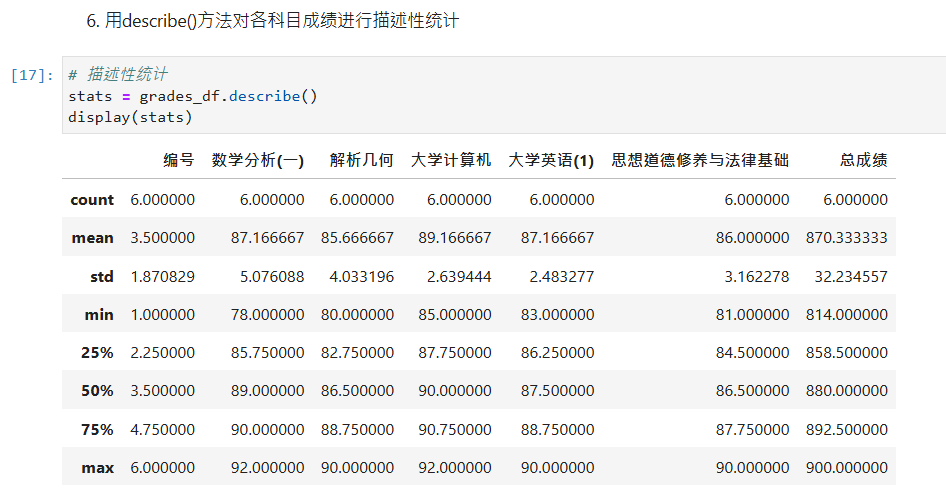 6. 用describe()方法对各科目成绩进行描述性统计
[17]: # 描述性统计
stats = grades_df.describe()
display(stats)
编号 数学分析(一) 解析几何 大学计算机 大学英语(1) 思想道德修养与法律基础 总成绩
count 6.000000 6.000000 6.000000 6.000000 6.000000 6.000000 6.000000
mean 3.500000 87.166667 85.666667 89.166667 87.166667 86.000000 870.333333
std 1.870829 5.076088 4.033196 2.639444 2.483277 3.162278 32.234557
min 1.000000 78.000000 80.000000 85.000000 83.000000 81.000000 814.000000
25% 2.250000 85.750000 82.750000 87.750000 86.250000 84.500000 858.500000
50% 3.500000 89.000000 86.500000 90.000000 87.500000 86.500000 880.000000
75% 4.750000 90.000000 88.750000 90.750000 88.750000 87.750000 892.500000
max 6.000000 92.000000 90.000000 92.000000 90.000000 90.000000 900.000000